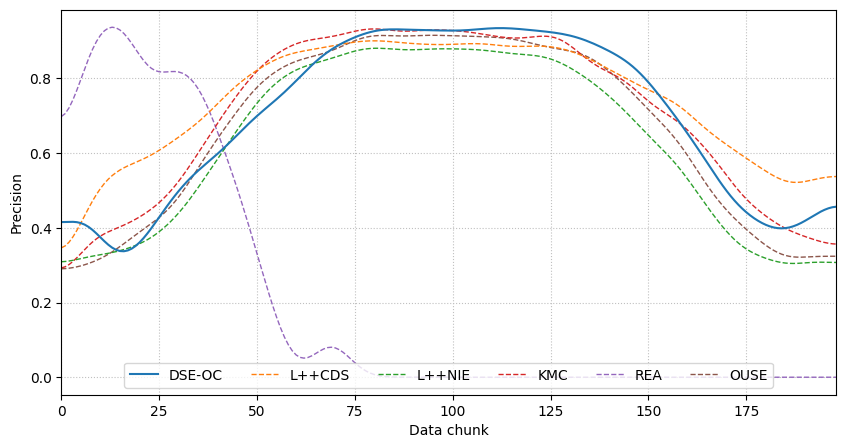 Precision
0.8
0.6
0.4
0.2
0.0
DSE-OC L++CDS L++NIE KMC REA OUSE
0 25 50 75 100 125 150 175
Data chunk